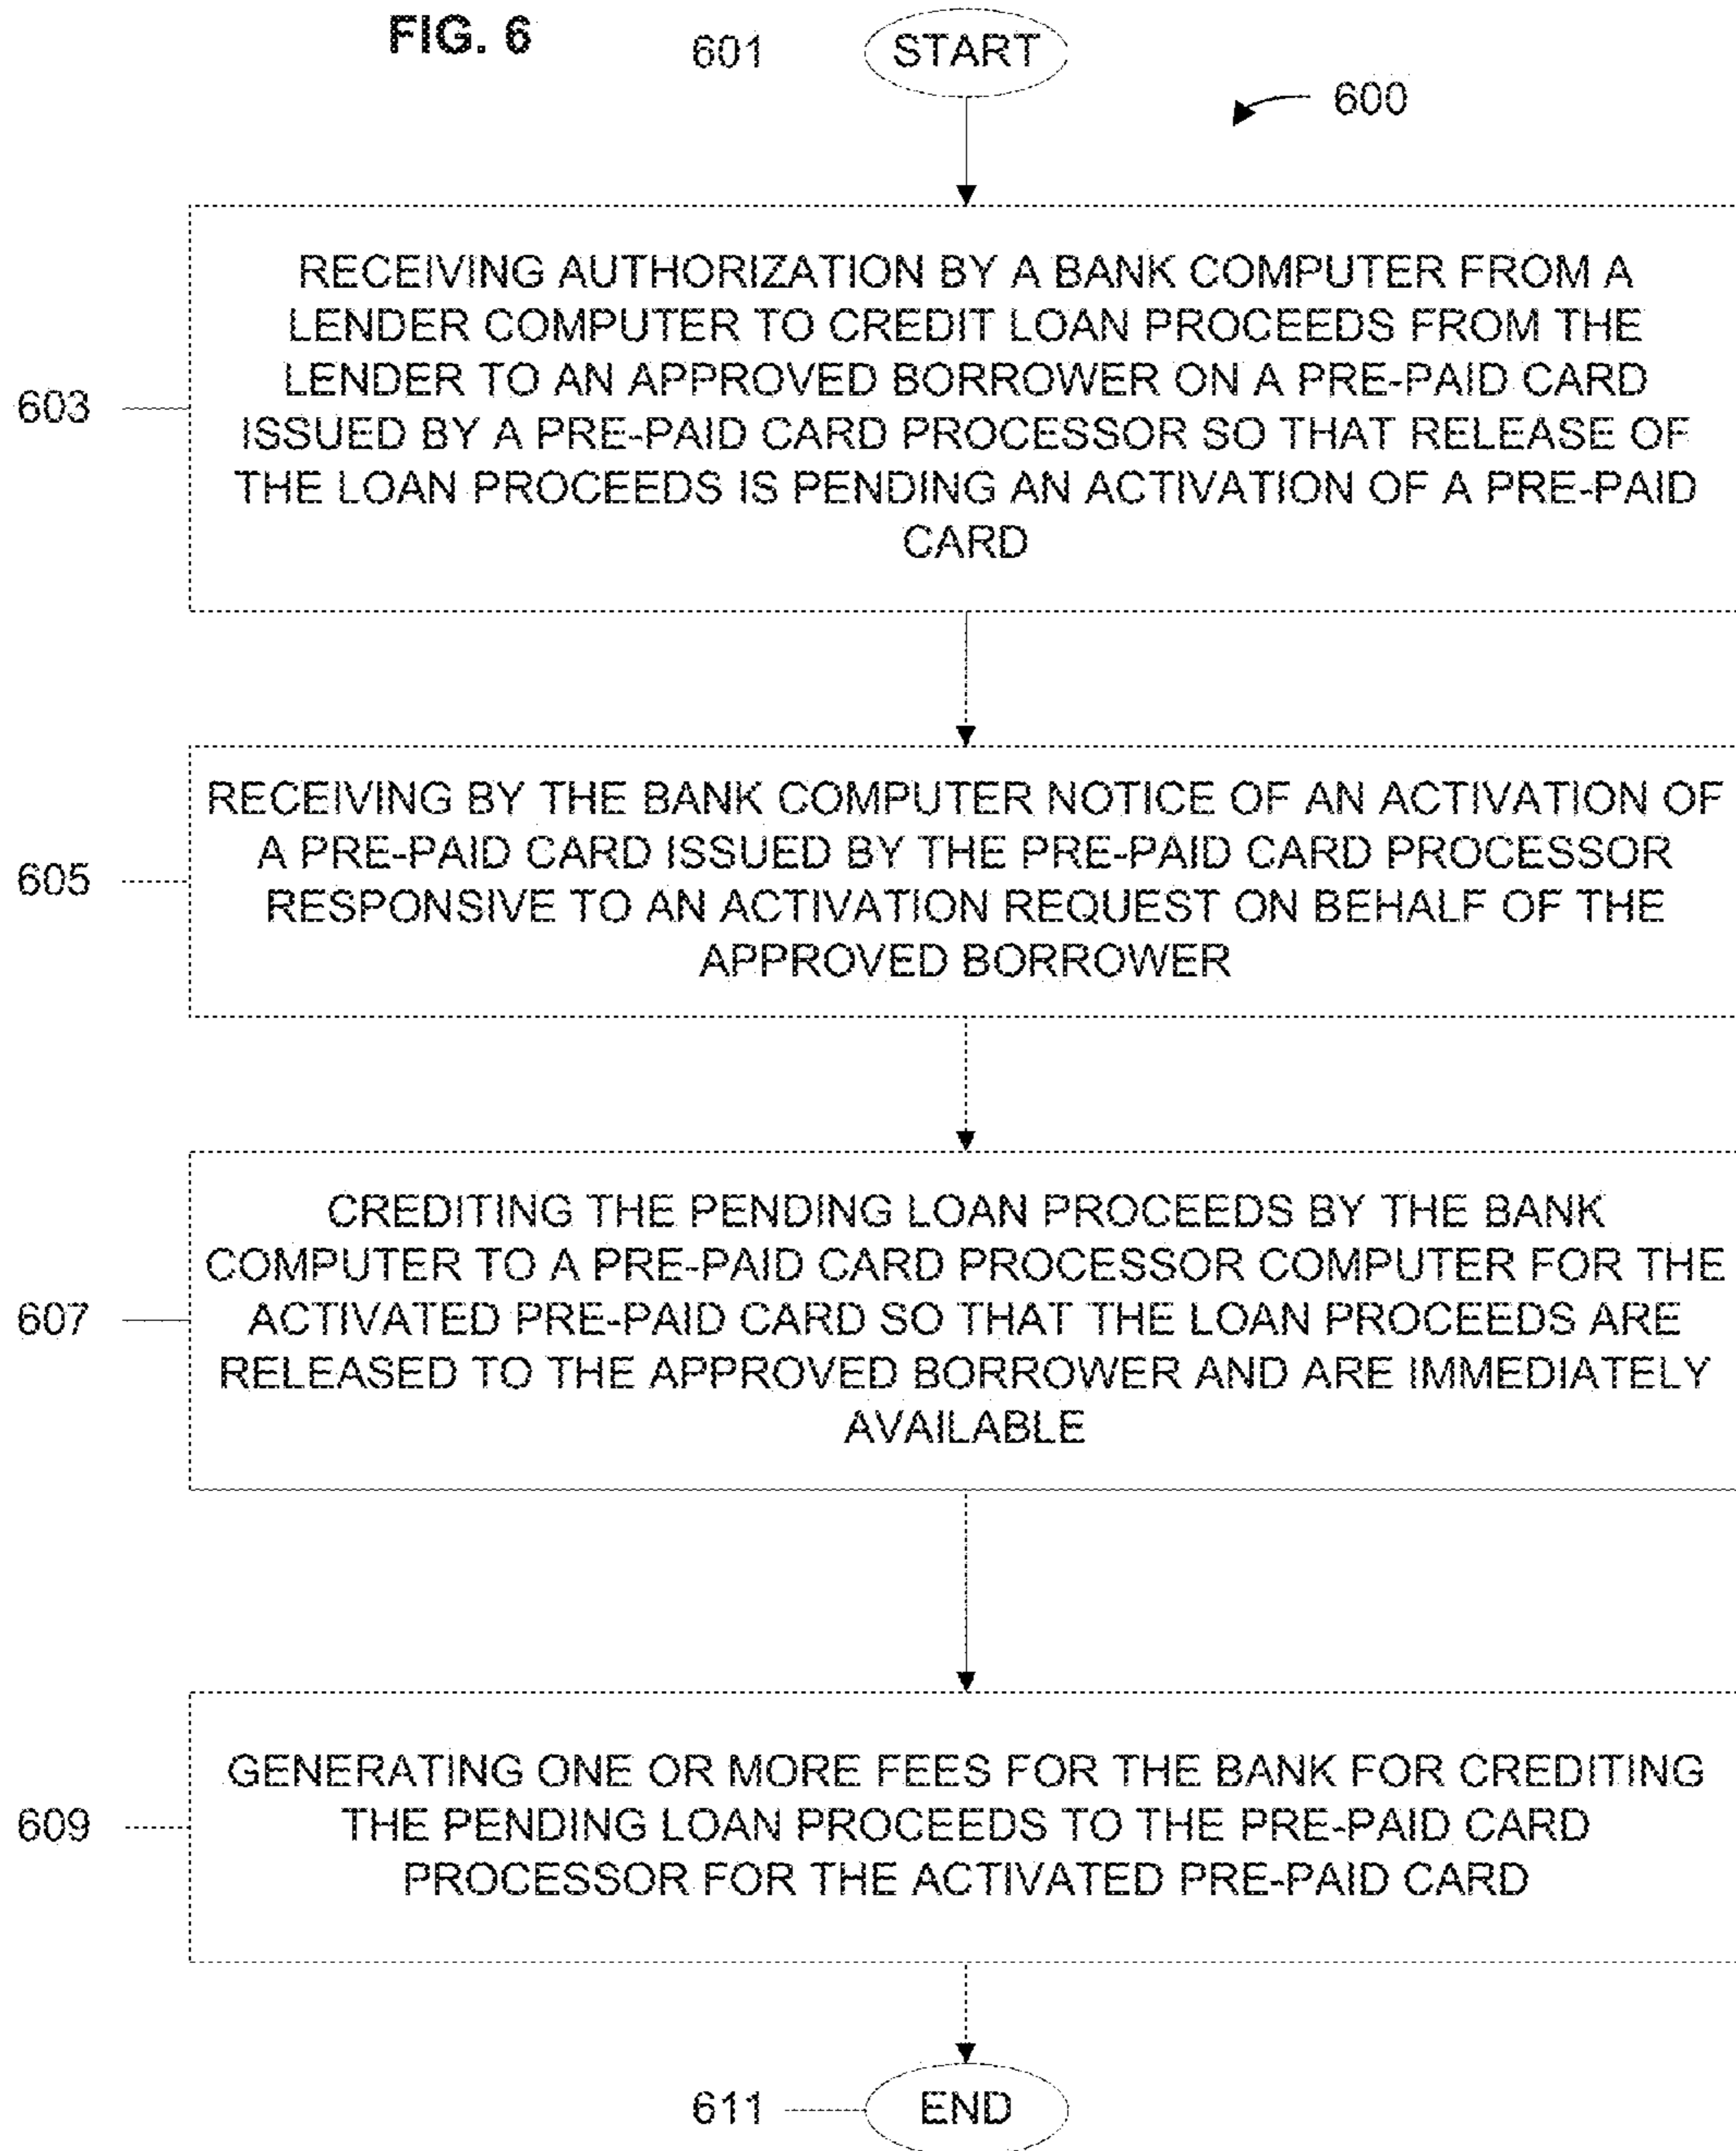 FIG. 6
601
START
600
603
RECEIVING AUTHORIZATION BY A BANK COMPUTER FROM A
LENDER COMPUTER TO CREDIT LOAN PROCEEDS FROM THE
LENDER TO AN APPROVED BORROWER ON A PRE-PAID CARD
ISSUED BY A PRE-PAID CARD PROCESSOR SO THAT RELEASE OF
THE LOAN PROCEEDS IS PENDING AN ACTIVATION OF A PRE-PAID
CARD
605
RECEIVING BY THE BANK COMPUTER NOTICE OF AN ACTIVATION OF
A PRE-PAID CARD ISSUED BY THE PRE-PAID CARD PROCESSOR
RESPONSIVE TO AN ACTIVATION REQUEST ON BEHALF OF THE
APPROVED BORROWER
607
CREDITING THE PENDING LOAN PROCEEDS BY THE BANK
COMPUTER TO A PRE-PAID CARD PROCESSOR COMPUTER FOR THE
ACTIVATED PRE-PAID CARD SO THAT THE LOAN PROCEEDS ARE
RELEASED TO THE APPROVED BORROWER AND ARE IMMEDIATELY
AVAILABLE
609
GENERATING ONE OR MORE FEES FOR THE BANK FOR CREDITING
THE PENDING LOAN PROCEEDS TO THE PRE-PAID CARD
PROCESSOR FOR THE ACTIVATED PRE-PAID CARD
611
END